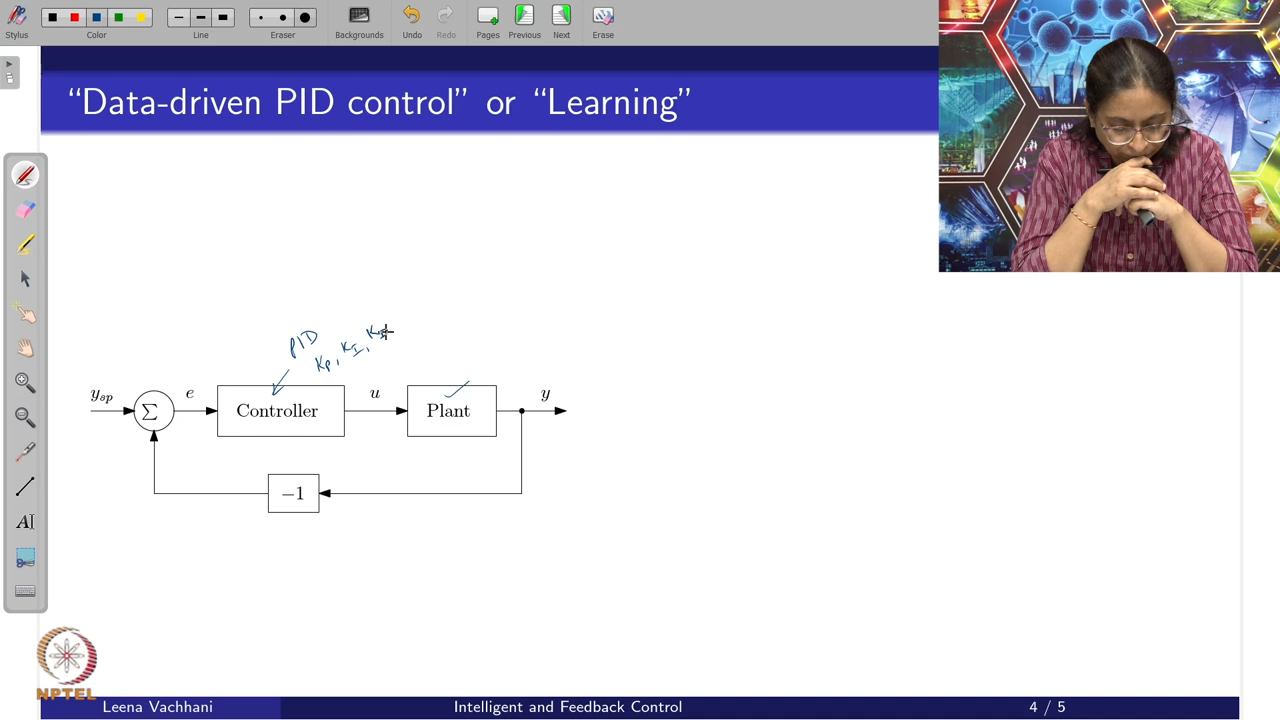 Stylus Color Line Eraser Backgrounds Undo Redo Pages Previous Next Erase
“Data-driven PID control” or “Learning”
PID
KP, KI,
ysp e Controller u Plant y
Σ
−1
A
NPTEL
Leena Vachhani Intelligent and Feedback Control 4 / 5